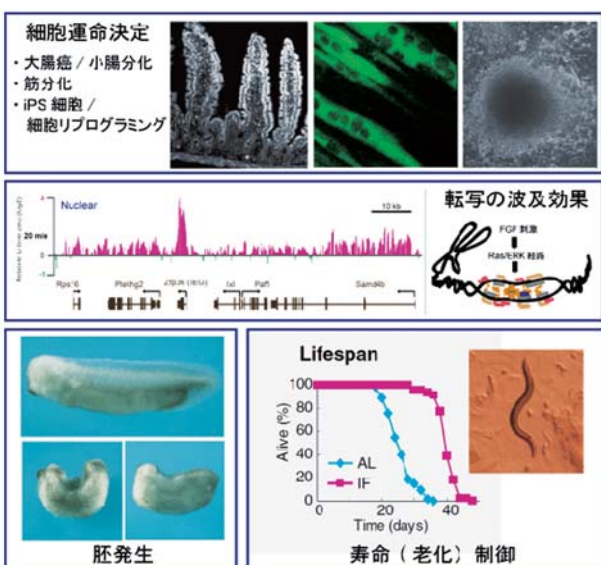 細胞運命決定
・大腸癌 / 小腸分化
・筋分化
・iPS 細胞 /
細胞リプログラミング
Nuclear
10 kb
20 min
Rps16
Plekhg2
Ixl
Paf1
Samd4b
転写の波及効果
FGF 刺激
Ras/ERK 経路
胚発生
Lifespan
100
80
60
40
20
0
Alive (%)
AL
IF
0 20 40
Time (days)
寿命（老化）制御